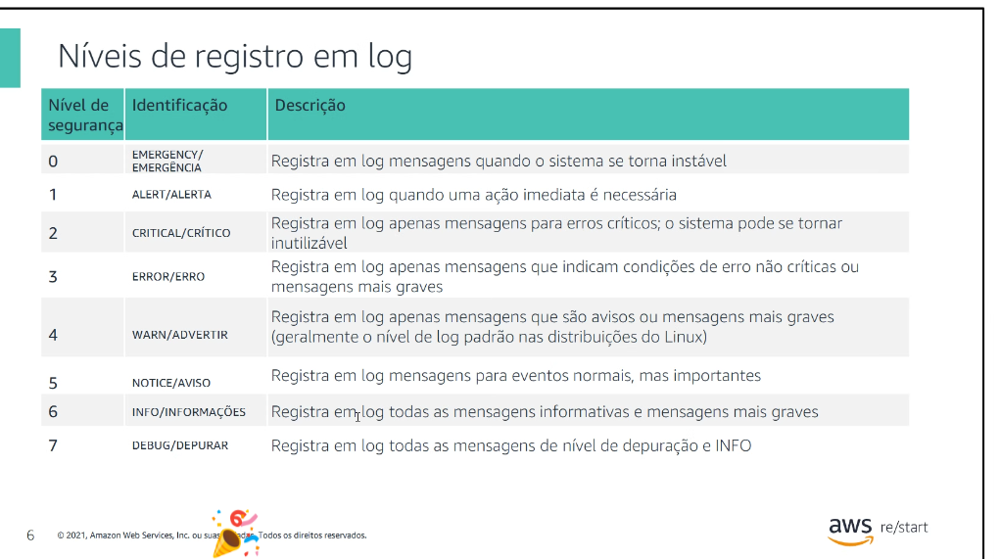 Níveis de registro em log
Nível de
segurança
Identificação
Descrição
0
EMERGENCY/
EMERGÊNCIA
Registra em log mensagens quando o sistema se torna instável
1
ALERT/ALERTA
Registra em log quando uma ação imediata é necessária
2
CRITICAL/CRÍTICO
Registra em log apenas mensagens para erros críticos; o sistema pode se tornar
inutilizável
3
ERROR/ERRO
Registra em log apenas mensagens que indicam condições de erro não críticas ou
mensagens mais graves
4
WARN/ADVERTIR
Registra em log apenas mensagens que são avisos ou mensagens mais graves
(geralmente o nível de log padrão nas distribuições do Linux)
5
NOTICE/AVISO
Registra em log mensagens para eventos normais, mas importantes
6
INFO/INFORMAÇÕES
Registra em log todas as mensagens informativas e mensagens mais graves
7
DEBUG/DEPURAR
Registra em log todas as mensagens de nível de depuração e INFO
6
© 2021, Amazon Web Services, Inc. ou suas Todos os direitos reservados.
aws re/start